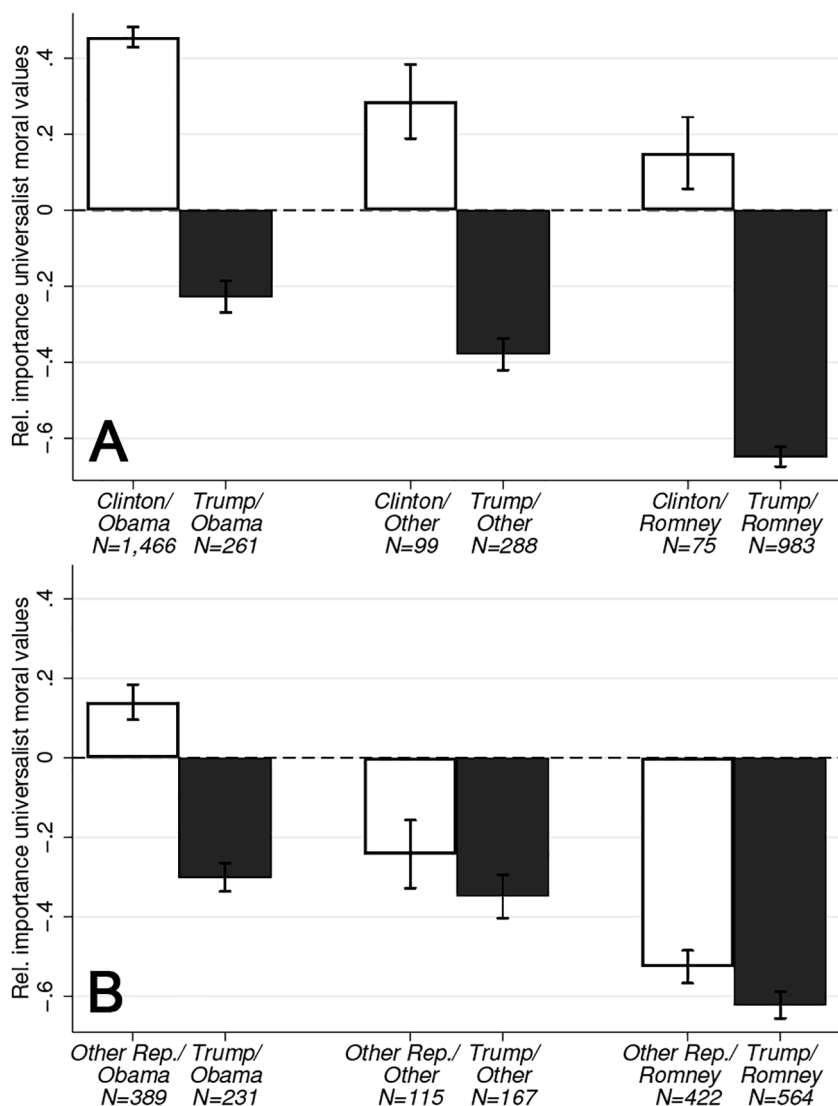 Rel. importance universalist moral values
.4
.2
0
-.2
-.4
-.6
A
Clinton/ Trump/ Clinton/ Trump/ Clinton/ Trump/
Obama Obama Other Other Romney Romney
N=1,466 N=261 N=99 N=288 N=75 N=983
Rel. importance universalist moral values
.4
.2
0
-.2
-.4
-.6
B
Other Rep./ Trump/ Other Rep./ Trump/ Other Rep./ Trump/
Obama Obama Other Other Romney Romney
N=389 N=231 N=115 N=167 N=422 N=564